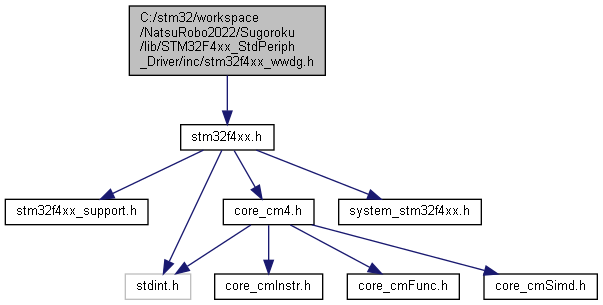 C:/stm32/workspace
/NatsuRobo2022/Sugoroku
/lib/STM32F4xx_StdPeriph
_Driver/inc/stm32f4xx_wwdg.h
stm32f4xx.h
stm32f4xx_support.h
core_cm4.h
system_stm32f4xx.h
stdint.h
core_cmInstr.h
core_cmFunc.h
core_cmSimd.h